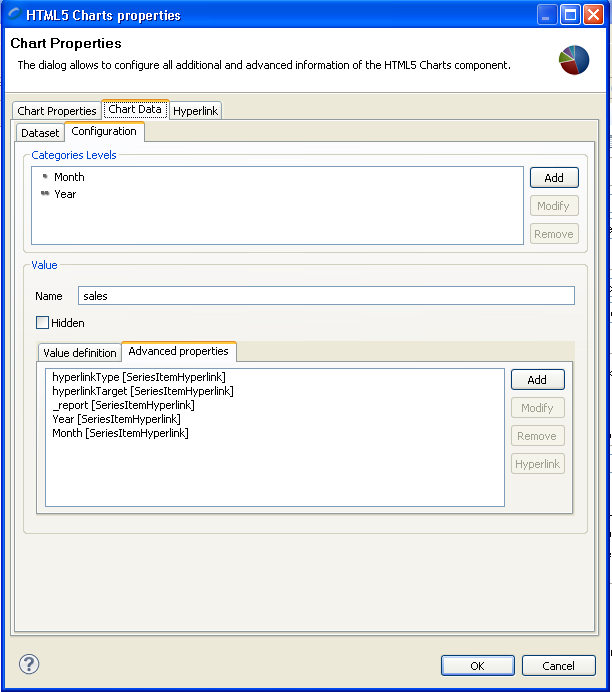 HTML5 Charts properties
Chart Properties
The dialog allows to configure all additional and advanced information of the HTML5 Charts component.
Chart Properties Chart Data Hyperlink
Dataset Configuration
Categories Levels
Month
Year
Add
Modify
Remove
Value
Name sales
Hidden
Value definition Advanced properties
hyperlinkType [SeriesItemHyperlink]
hyperlinkTarget [SeriesItemHyperlink]
_report [SeriesItemHyperlink]
Year [SeriesItemHyperlink]
Month [SeriesItemHyperlink]
Add
Modify
Remove
Hyperlink
? OK Cancel